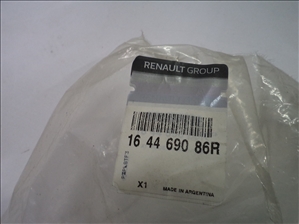 RENAULT GROUP
16 44 690 86R
X1
MADE IN ARGENTINA